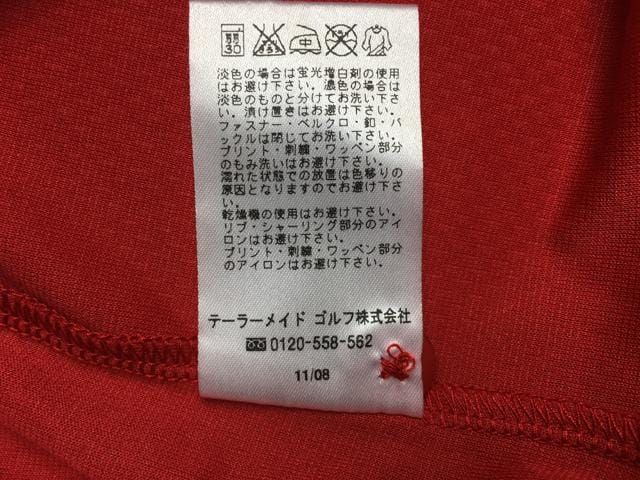 弱
30
淡色の場合は蛍光増白剤の使用
はお避け下さい。濃色の場合は
淡色のものと分けてお洗い下さ
い。漬け置きはお避け下さい。
ファスナー・ベルクロ・釦・バ
ックルは閉じてお洗い下さい。
プリント・刺繍・ワッペン部分
のもみ洗いはお避け下さい。
濡れた状態での放置は色移りの
原因となりますのでお避け下さ
い。
乾燥機の使用はお避け下さい。
リブ・シャーリング部分のアイ
ロンはお避け下さい。
プリント・刺繍・ワッペン部分
のアイロンはお避け下さい。
テーラーメイド ゴルフ株式会社
0120-558-562
11/08